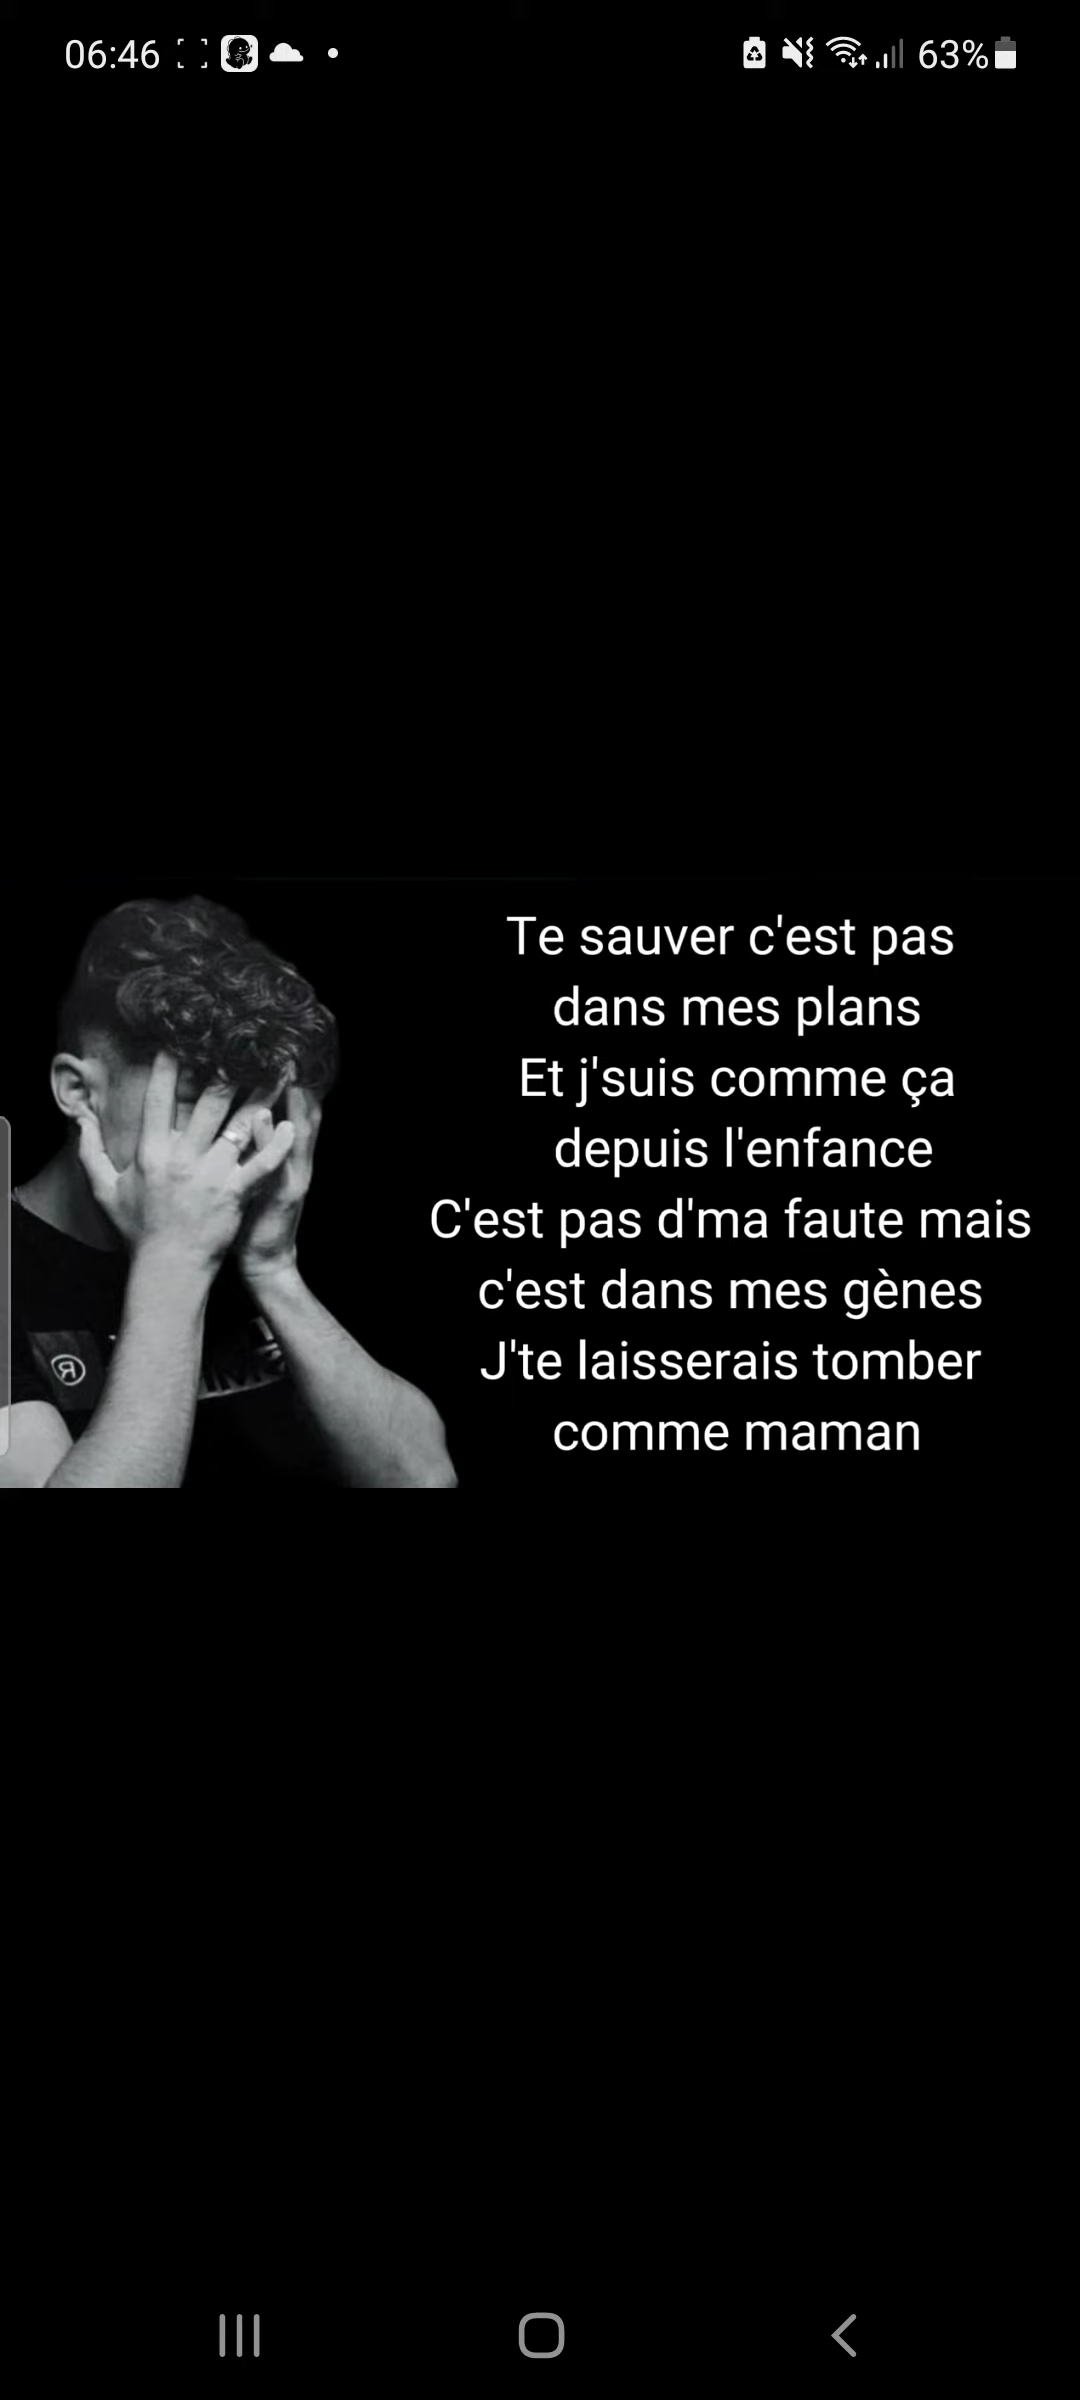 06:46
63%
Te sauver c'est pas
dans mes plans
Et j'suis comme ça
depuis l'enfance
C'est pas d'ma faute mais
c'est dans mes gènes
J'te laisserais tomber
comme maman